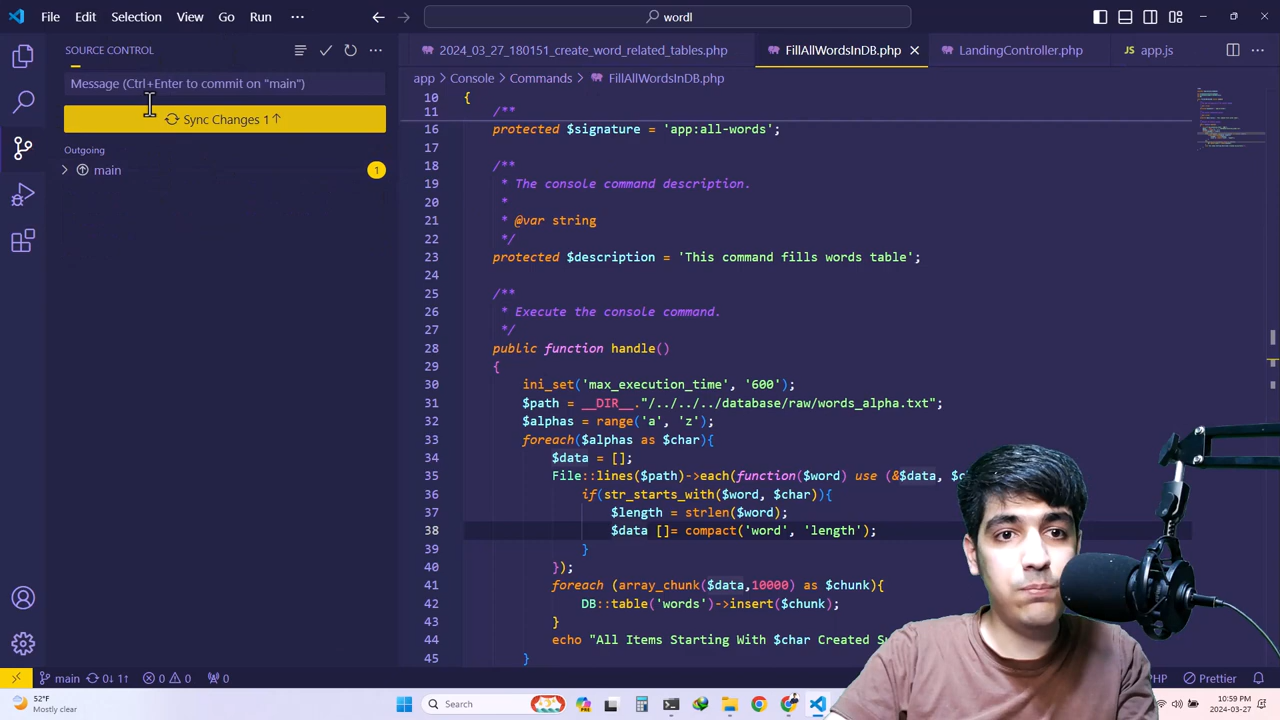 File Edit Selection View Go Run ··· wordl
SOURCE CONTROL
Message (Ctrl+Enter to commit on "main")
Sync Changes 1↑
Outgoing
main 1
2024_03_27_180151_create_word_related_tables.php FillAllWordsInDB.php LandingController.php app.js
app > Console > Commands > FillAllWordsInDB.php
10 {
11 /**
16 protected $signature = 'app:all-words';
17
18 /**
19 * The console command description.
20 *
21 * @var string
22 */
23 protected $description = 'This command fills words table';
24
25 /**
26 * Execute the console command.
27 */
28 public function handle()
29 {
30 ini_set('max_execution_time', '600');
31 $path = __DIR__."/../../../database/raw/words_alpha.txt";
32 $alphas = range('a', 'z');
33 foreach($alphas as $char){
34 $data = [];
35 File::lines($path)->each(function($word) use (&$data,
36 if(str_starts_with($word, $char)){
37 $length = strlen($word);
38 $data []= compact('word', 'length');
39 }
40 });
41 foreach (array_chunk($data,10000) as $chunk){
42 DB::table('words')->insert($chunk);
43 }
44 echo "All Items Starting With $char Created
45 }
main 0↓ 1↑ 0 0 0 PHP Prettier
52°F
Mostly clear
Search
10:59 PM
2024-03-27